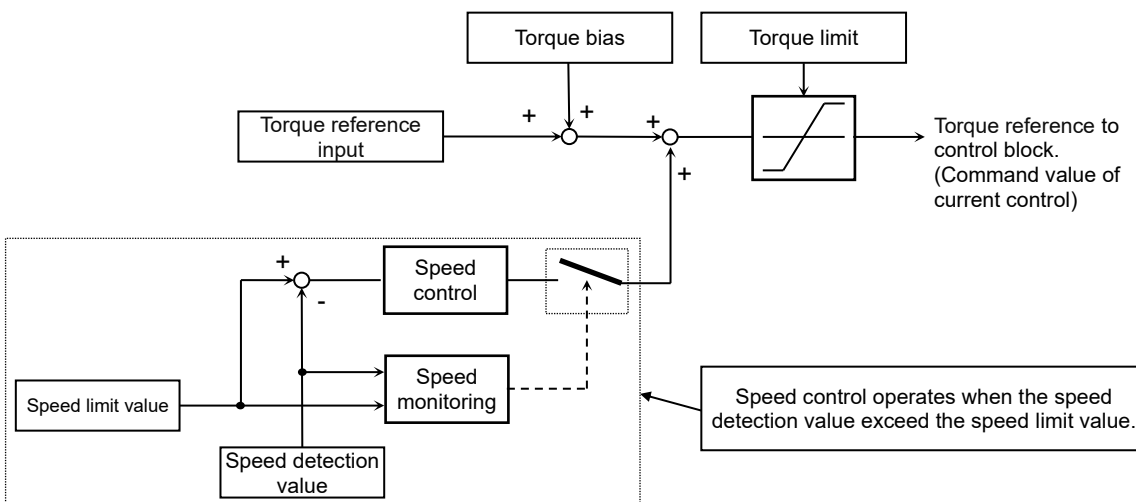 Torque bias
Torque limit
+
+
+
Torque reference
input
Torque reference to
control block.
(Command value of
current control)
+
+
Speed
control
-
Speed
monitoring
Speed limit value
Speed control operates when the speed
detection value exceed the speed limit value.
Speed detection
value